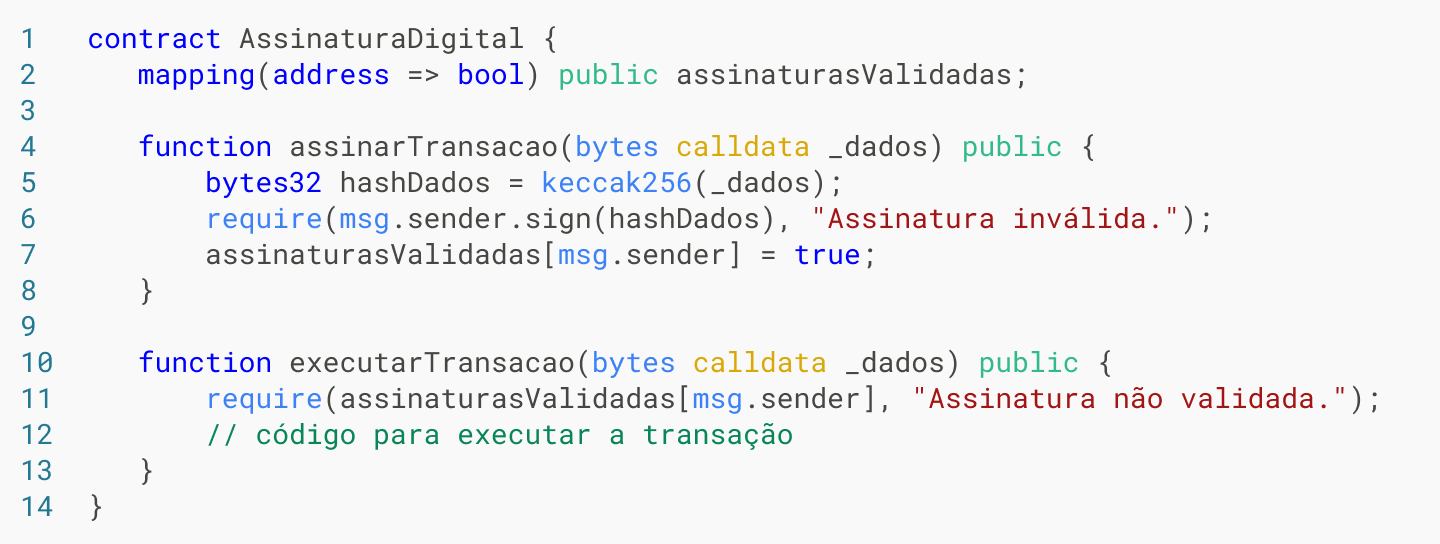 1 contract AssinaturaDigital {
2 mapping(address => bool) public assinaturasValidadas;
3
4 function assinarTransacao(bytes calldata _dados) public {
5 bytes32 hashDados = keccak256(_dados);
6 require(msg.sender.sign(hashDados), "Assinatura inválida.");
7 assinaturasValidadas[msg.sender] = true;
8 }
9
10 function executarTransacao(bytes calldata _dados) public {
11 require(assinaturasValidadas[msg.sender], "Assinatura não validada.");
12 // código para executar a transação
13 }
14 }